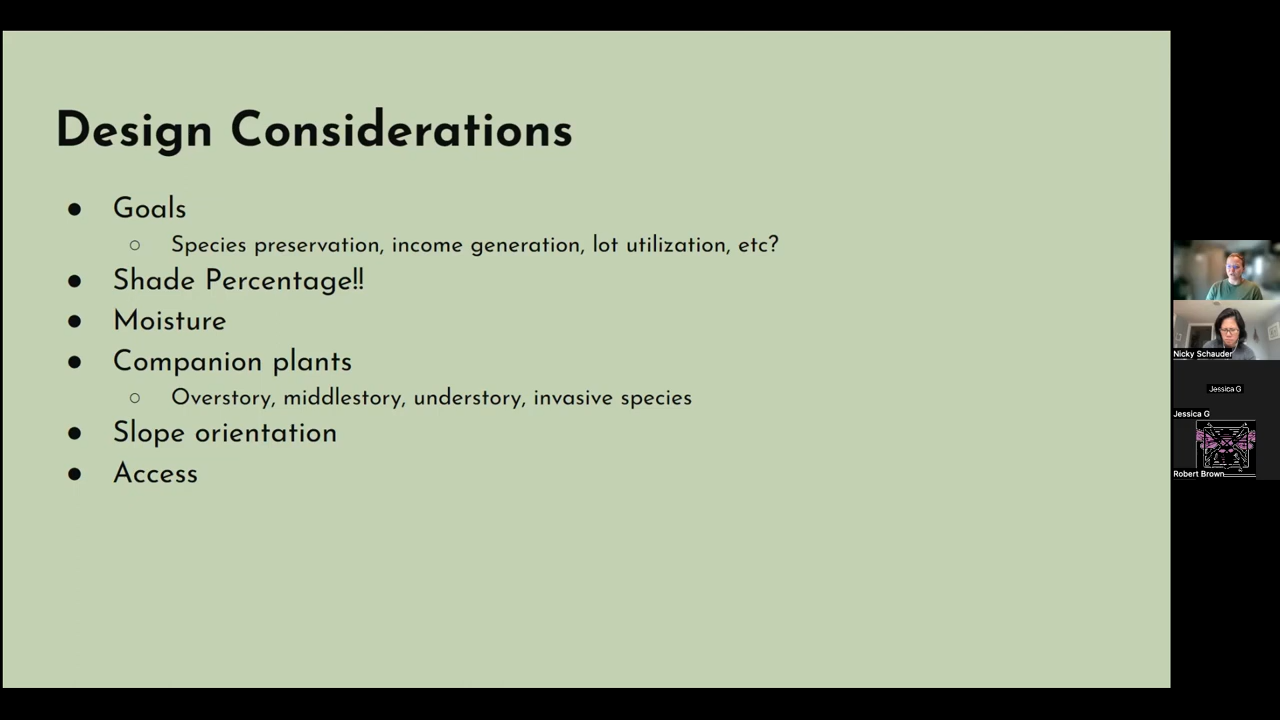 Design Considerations
● Goals
○ Species preservation, income generation, lot utilization, etc?
● Shade Percentage!!
● Moisture
● Companion plants
○ Overstory, middlestory, understory, invasive species
● Slope orientation
● Access
Nicky Schauder
Jessica G
Jessica G
Robert Brown